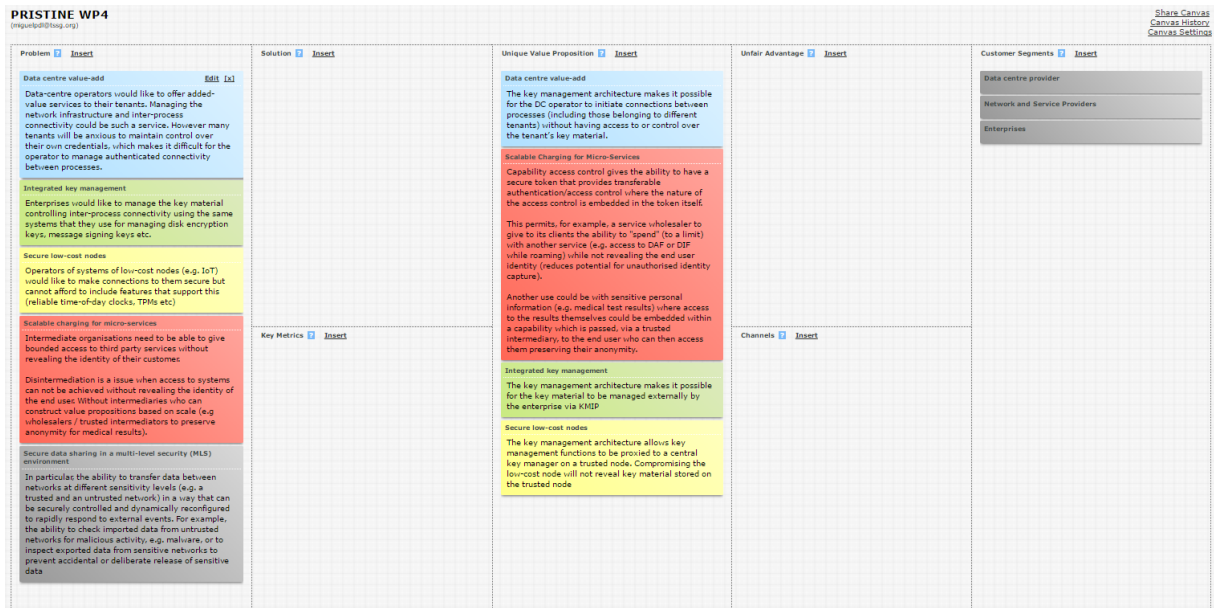 PRISTINE WP4
(miguelpdl@tssg.org)
Share Canvas
Canvas History
Canvas Settings
Problem ? Insert
Data centre value-add Edit [x]
Data-centre operators would like to offer added-
value services to their tenants. Managing the
network infrastructure and inter-process
connectivity could be such a service. However many
tenants will be anxious to maintain control over
their own credentials, which makes it difficult for the
operator to manage authenticated connectivity
between processes.
Integrated key management
Enterprises would like to manage the key material
controlling inter-process connectivity using the same
systems that they use for managing disk encryption
keys, message signing keys etc.
Secure low-cost nodes
Operators of systems of low-cost nodes (e.g. IoT)
would like to make connections to them secure but
cannot afford to include features that support this
(reliable time-of-day clocks, TPMs etc)
Scalable charging for micro-services
Intermediate organisations need to be able to give
bounded access to third party services without
revealing the identity of their customer.
Disintermediation is a issue when access to systems
can not be achieved without revealing the identity of
the end user. Without intermediaries who can
construct value propositions based on scale (e.g
wholesalers / trusted intermediators to preserve
anonymity for medical results).
Secure data sharing in a multi-level security (MLS)
environment
In particular, the ability to transfer data between
networks at different sensitivity levels (e.g. a
trusted and an untrusted network) in a way that can
be securely controlled and dynamically reconfigured
to rapidly respond to external events. For example,
the ability to check imported data from untrusted
networks for malicious activity, e.g. malware, or to
inspect exported data from sensitive networks to
prevent accidental or deliberate release of sensitive
data
Solution ? Insert
Key Metrics ? Insert
Unique Value Proposition ? Insert
Data centre value-add
The key management architecture makes it possible
for the DC operator to initiate connections between
processes (including those belonging to different
tenants) without having access to or control over
the tenant's key material.
Scalable Charging for Micro-Services
Capability access control gives the ability to have a
secure token that provides transferable
authentication/access control where the nature of
the access control is embedded in the token itself.
This permits, for example, a service wholesaler to
give to its clients the ability to "spend" (to a limit)
with another service (e.g. access to DAF or DIF
while roaming) while not revealing the end user
identity (reduces potential for unauthorised identity
capture).
Another use could be with sensitive personal
information (e.g. medical test results) where access
to the results themselves could be embedded within
a capability which is passed, via a trusted
intermediary, to the end user who can then access
them preserving their anonymity.
Integrated key management
The key management architecture makes it possible
for the key material to be managed externally by
the enterprise via KMIP
Secure low-cost nodes
The key management architecture allows key
management functions to be proxied to a central
key manager on a trusted node. Compromising the
low-cost node will not reveal key material stored on
the trusted node
Unfair Advantage ? Insert
Channels ? Insert
Customer Segments ? Insert
Data centre provider
Network and Service Providers
Enterprises